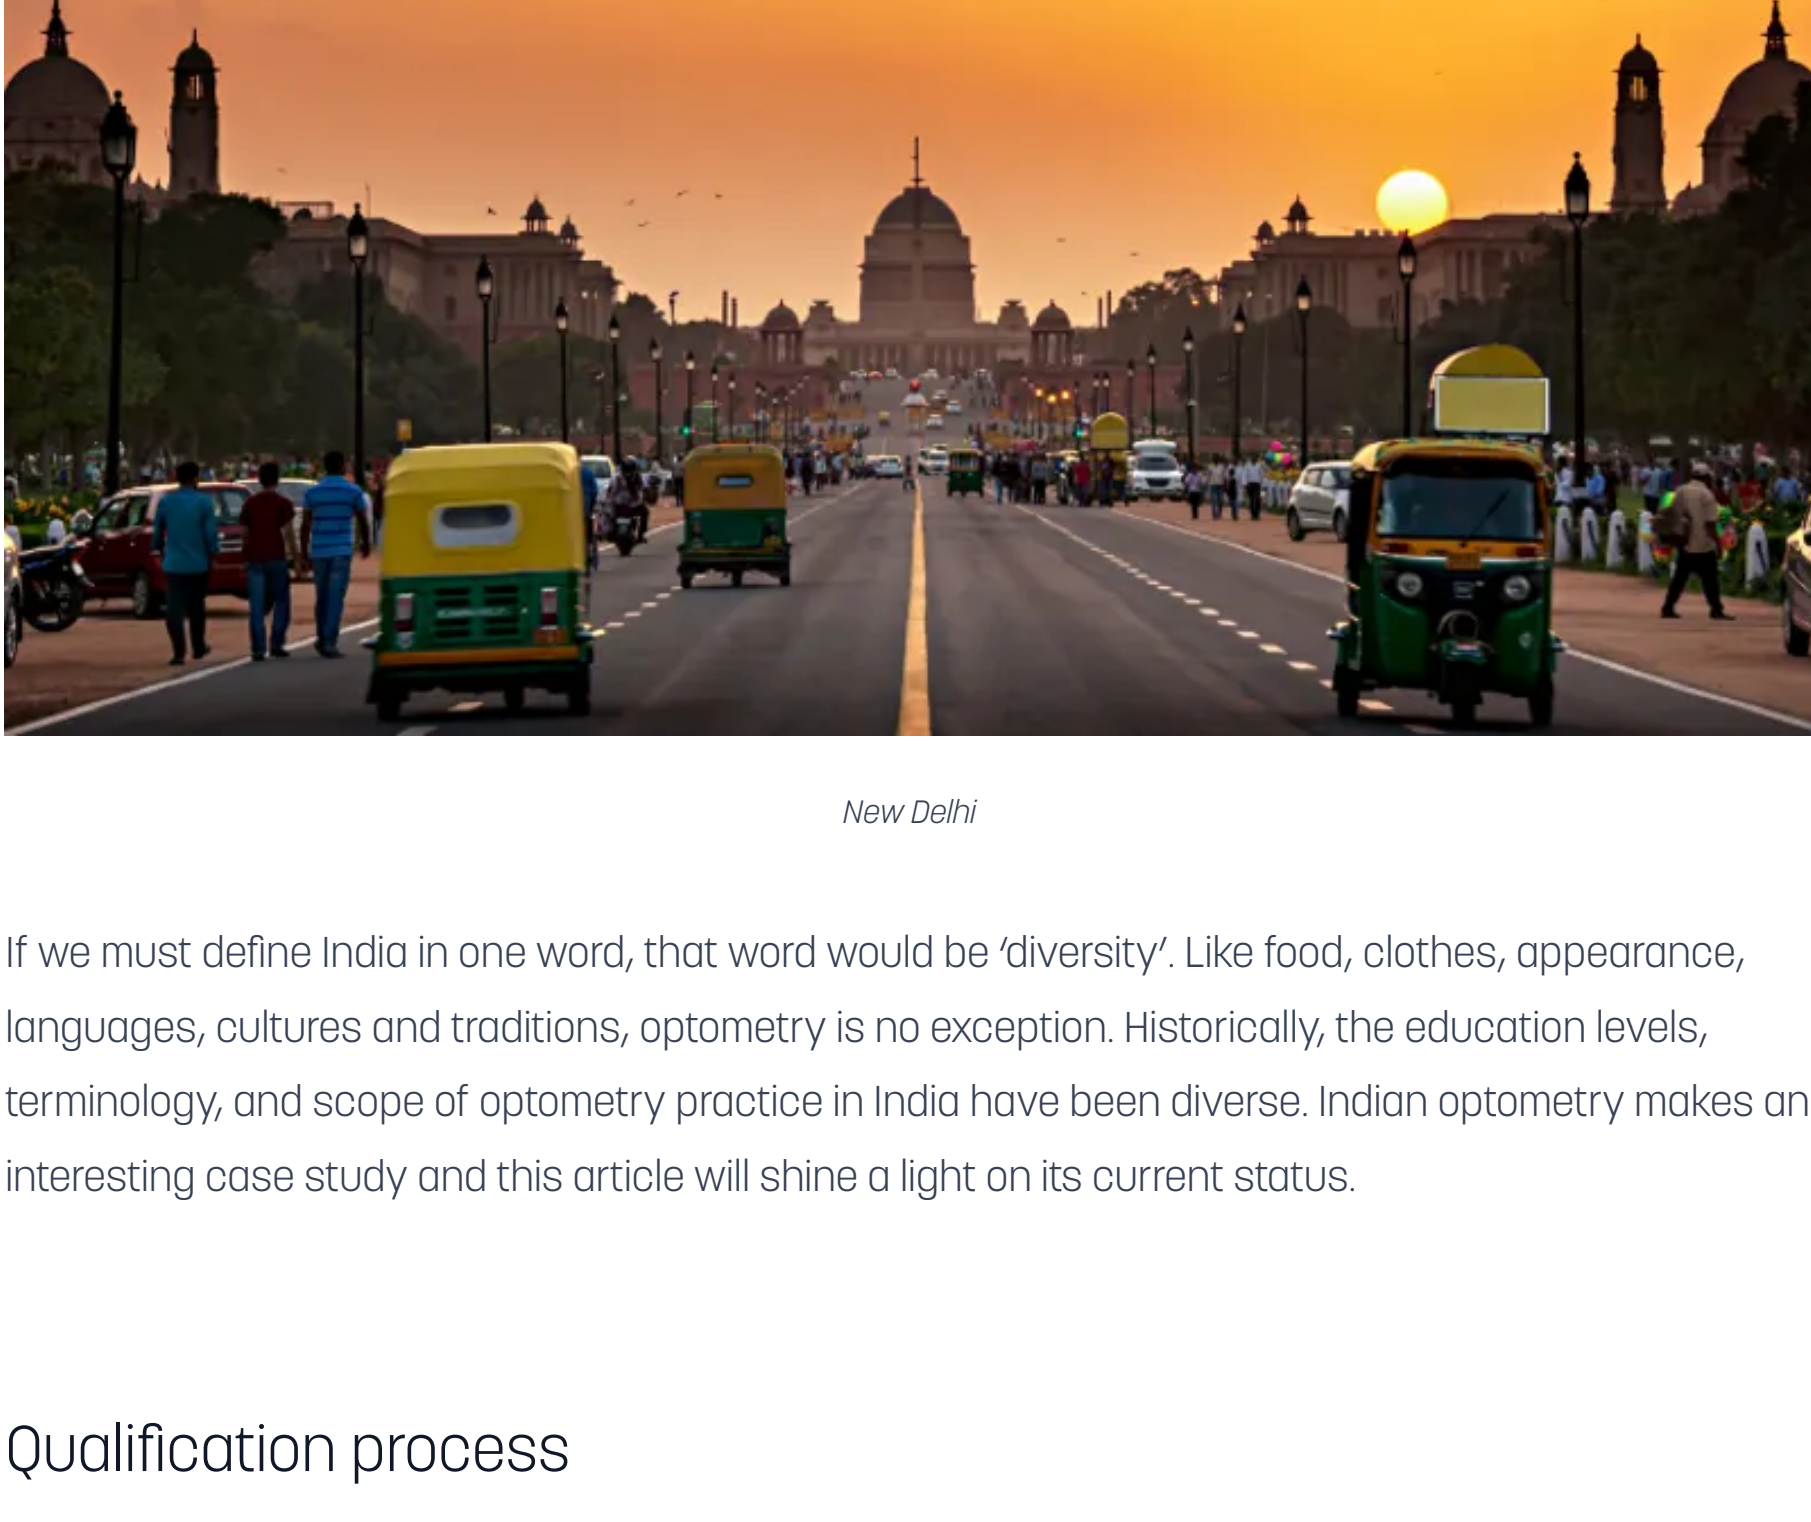 New Delhi
If we must define India in one word, that word would be ‘diversity’. Like food, clothes, appearance,
languages, cultures and traditions, optometry is no exception. Historically, the education levels,
terminology, and scope of optometry practice in India have been diverse. Indian optometry makes an
interesting case study and this article will shine a light on its current status.
Qualification process